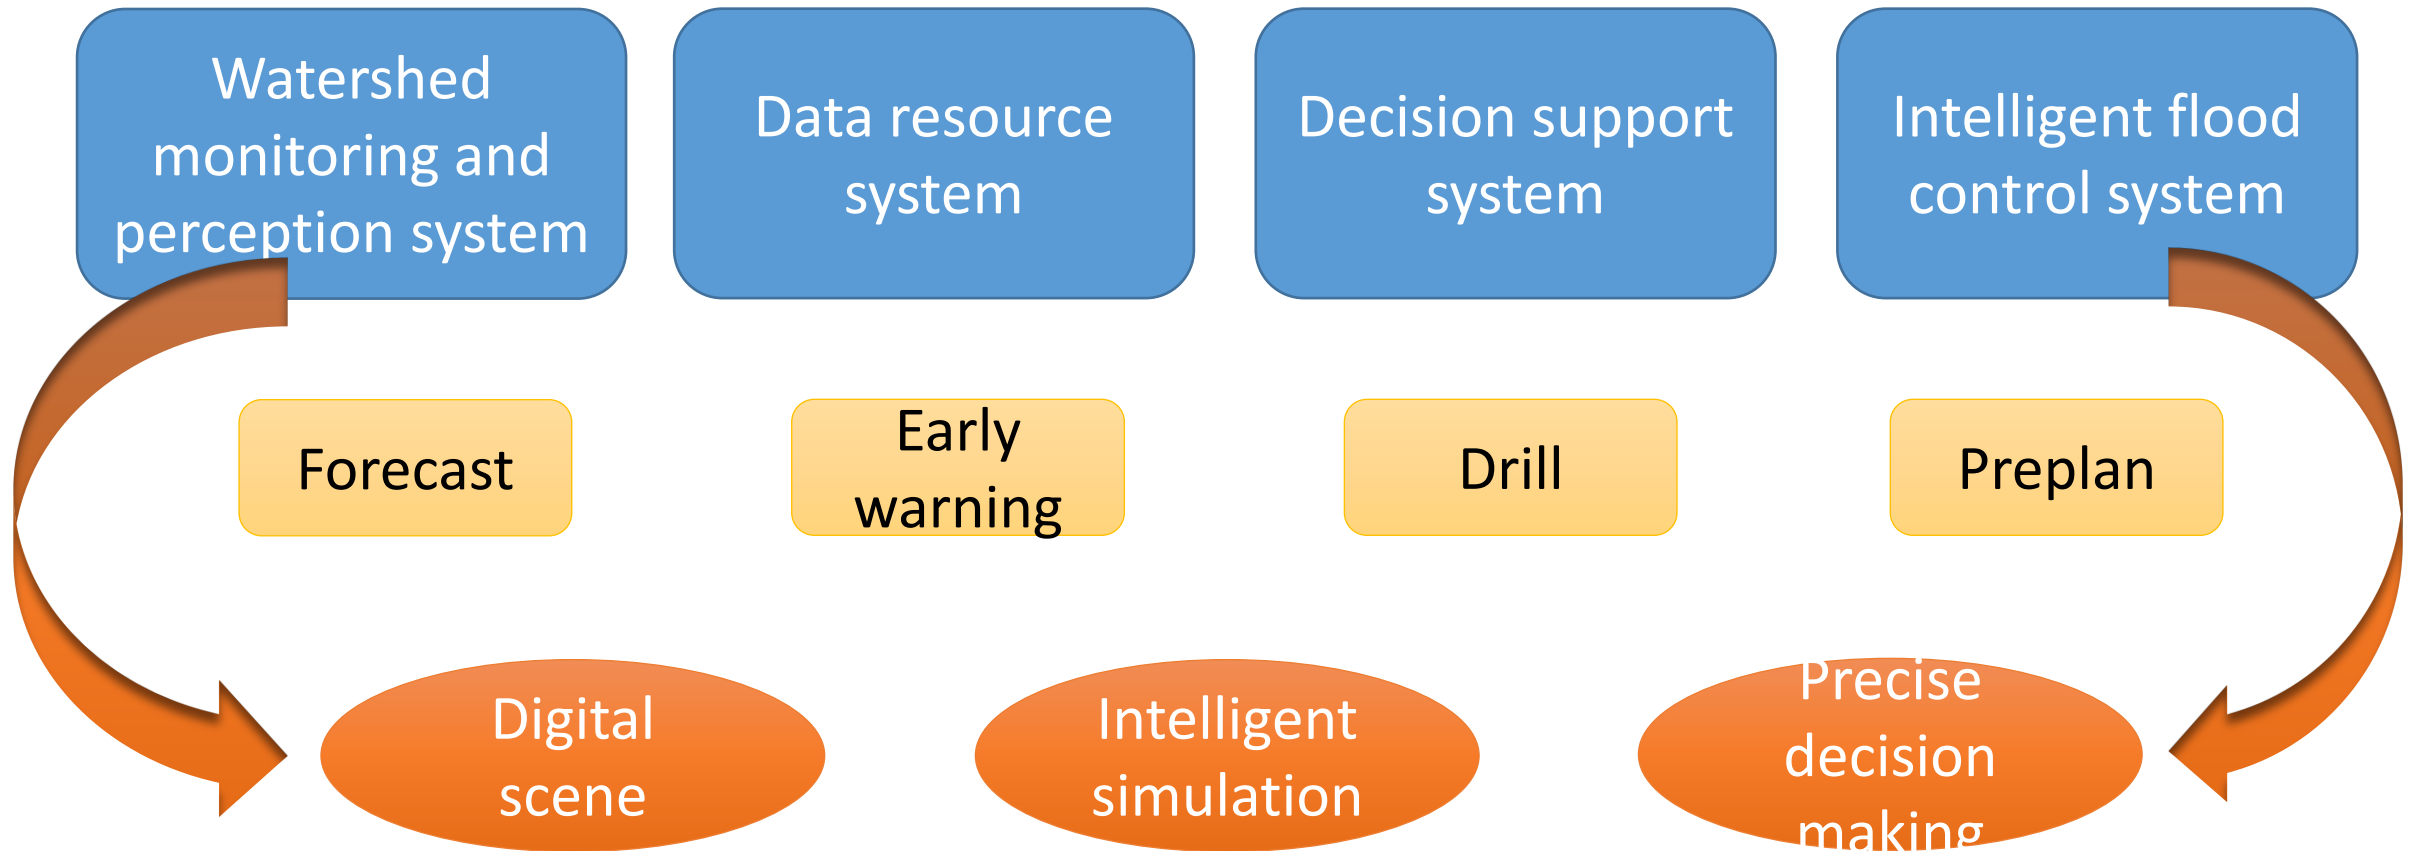 Watershed
monitoring and
perception system
Data resource
system
Decision support
system
Intelligent flood
control system
Forecast
Early
warning
Drill
Preplan
Digital
scene
Intelligent
simulation
Precise
decision
making